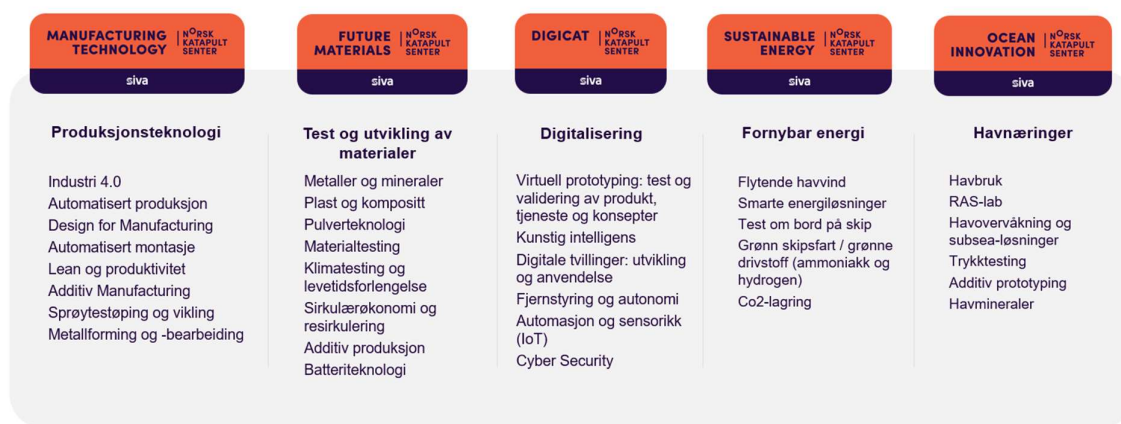 MANUFACTURING
TECHNOLOGY
NORSK
KATAPULT
SENTER
siva
Produksjonsteknologi
Industri 4.0
Automatisert produksjon
Design for Manufacturing
Automatisert montasje
Lean og produktivitet
Additiv Manufacturing
Sprøytestøping og vikling
Metallforming og -bearbeiding
FUTURE
MATERIALS
NORSK
KATAPULT
SENTER
siva
Test og utvikling av
materialer
Metaller og mineraler
Plast og kompositt
Pulverteknologi
Materialtesting
Klimatesting og
levetidsforlengelse
Sirkulærøkonomi og
resirkulering
Additiv produksjon
Batteriteknologi
DIGICAT
NORSK
KATAPULT
SENTER
siva
Digitalisering
Virtuell prototyping: test og
validering av produkt,
tjeneste og konsepter
Kunstig intelligens
Digitale tvillinger: utvikling
og anvendelse
Fjernstyring og autonomi
Automasjon og sensorikk
(IoT)
Cyber Security
SUSTAINABLE
ENERGY
NORSK
KATAPULT
SENTER
siva
Fornybar energi
Flytende havvind
Smarte energiløsninger
Test om bord på skip
Grønn skipsfart / grønne
drivstoff (ammoniakk og
hydrogen)
Co2-lagring
OCEAN
INNOVATION
NORSK
KATAPULT
SENTER
siva
Havnæringer
Havbruk
RAS-lab
Havovervåkning og
subsea-løsninger
Trykktesting
Additiv prototyping
Havmineraler